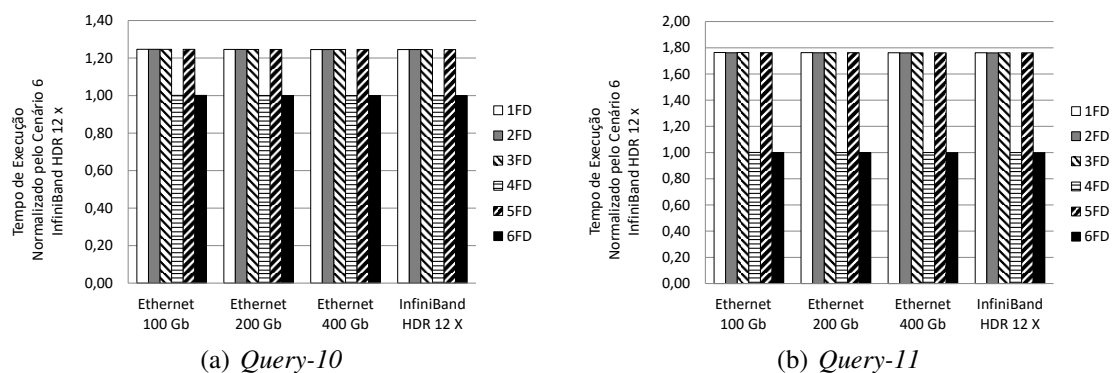 Tempo de Execução
Normalizado pelo Cenário 6
InfiniBand HDR 12 x
1,40
1,20
1,00
0,80
0,60
0,40
0,20
0,00
Ethernet
100 Gb
Ethernet
200 Gb
Ethernet
400 Gb
InfiniBand
HDR 12 X
1FD
2FD
3FD
4FD
5FD
6FD
(a) Query-10
Tempo de Execução
Normalizado pelo Cenário 6
InfiniBand HDR 12 x
2,00
1,80
1,60
1,40
1,20
1,00
0,80
0,60
0,40
0,20
0,00
Ethernet
100 Gb
Ethernet
200 Gb
Ethernet
400 Gb
InfiniBand
HDR 12 X
1FD
2FD
3FD
4FD
5FD
6FD
(b) Query-11